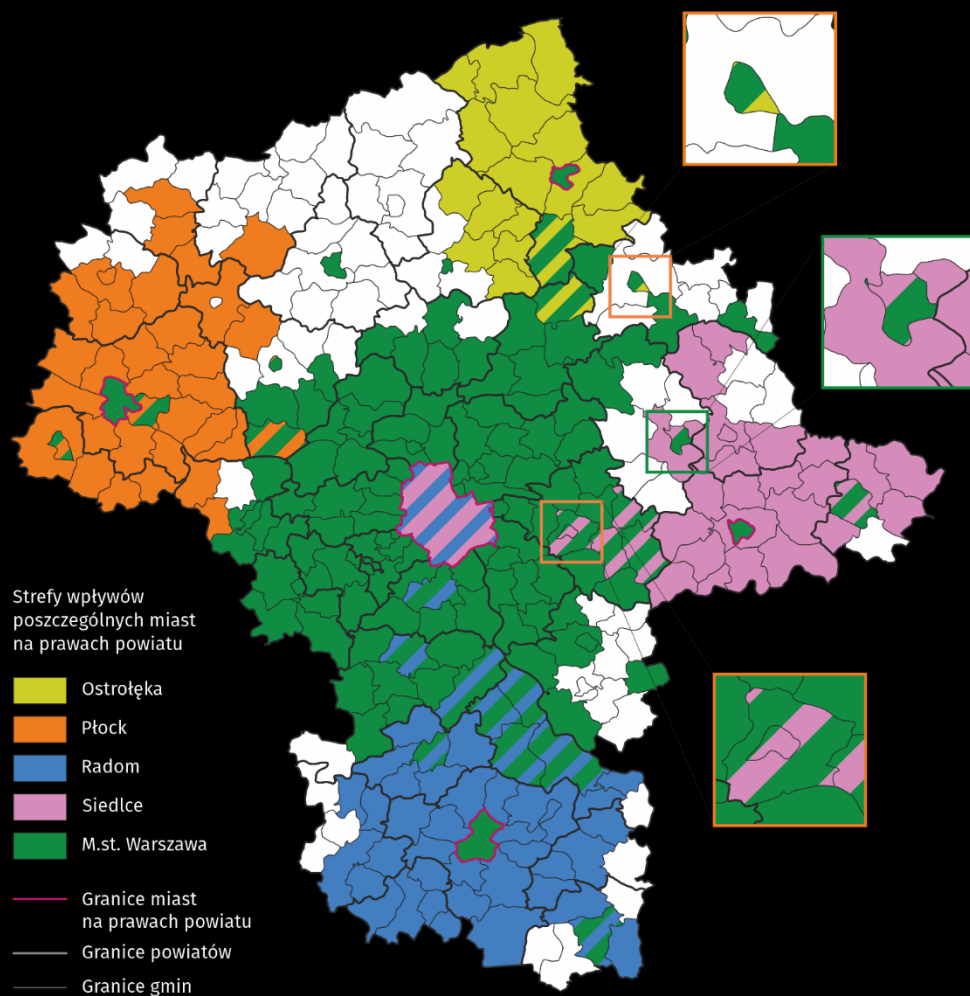 Strefy wpływów
poszczególnych miast
na prawach powiatu
Ostrołęka
Płock
Radom
Siedlce
M.st. Warszawa
Granice miast
na prawach powiatu
Granice powiatów
Granice gmin